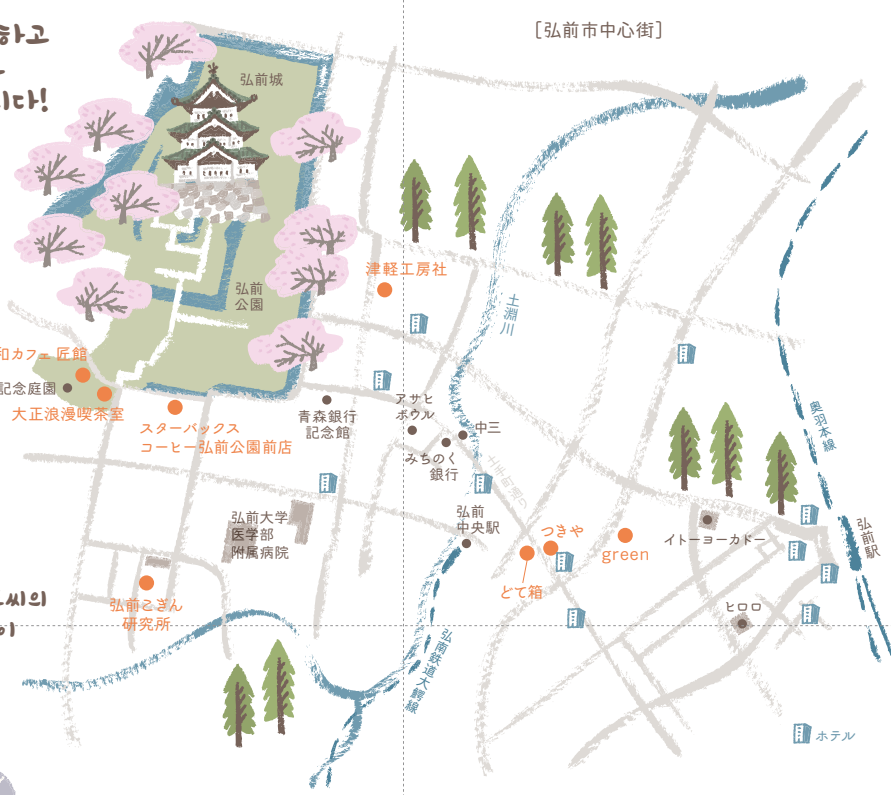 하고
시다!
[弘前市中心街]
弘前城
弘前
公園
津軽工房社
土淵川
和カフェ 匠館
記念庭園
大正浪漫喫茶室
スターバックス
コーヒー弘前公園前店
青森銀行
記念館
アサヒ
ボウル
中三
みちのく
銀行
土手町通り
奥羽本線
弘前大学
医学部
附属病院
弘前
中央駅
つきや
とて箱
green
イトーヨーカドー
弘前駅
弘前こぎん
研究所
ヒロロ
弘南鉄道大鰐線
씨의
이
ホテル